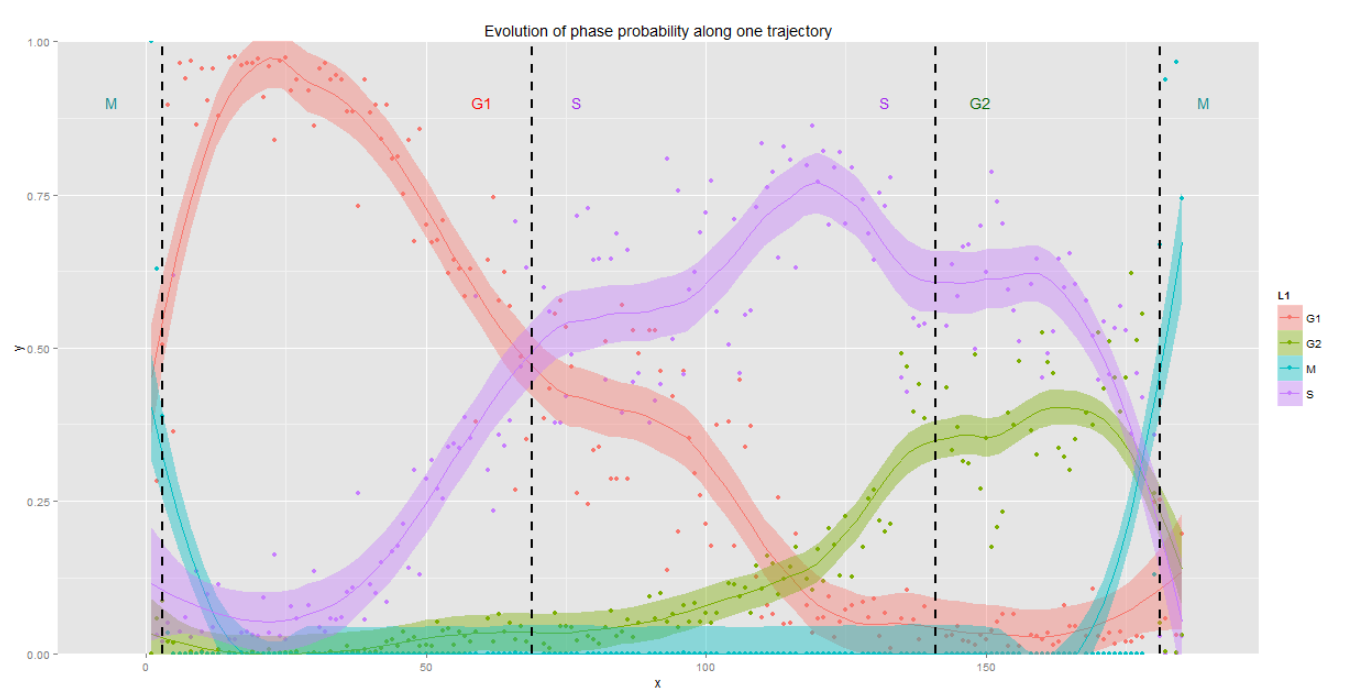 Evolution of phase probability along one trajectory
1.00
M G1 S S G2 M
0.75
0.50
0.25
0.00
y
0 50 100 150
x
L1
G1
G2
M
S